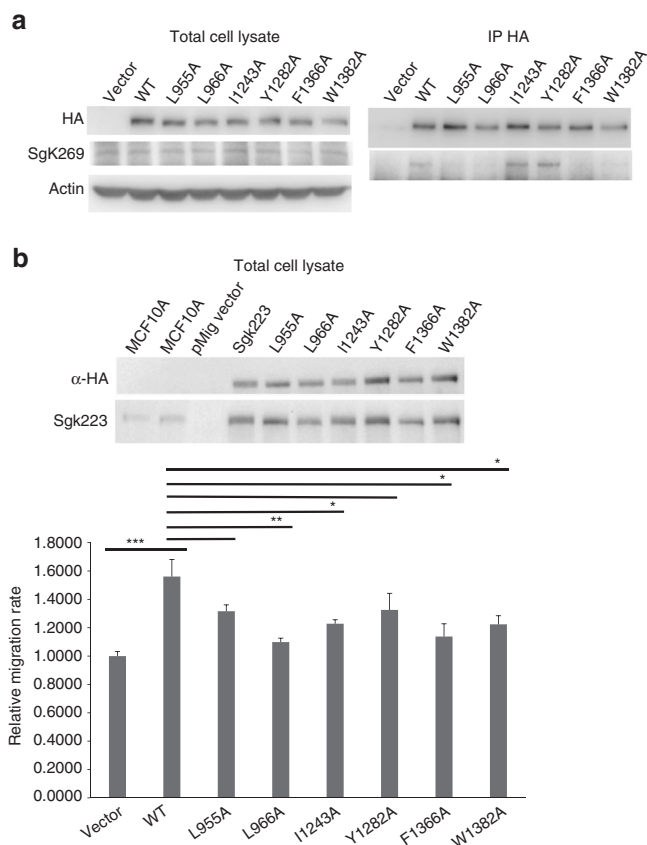 a
Total cell lysate
IP HA
Vector
WT
L955A
L966A
I1243A
Y1282A
F1366A
W1382A
Vector
WT
L955A
L966A
I1243A
Y1282A
F1366A
W1382A
HA
SgK269
Actin
b
Total cell lysate
MCF10A
MCF10A
pMig vector
Sgk223
L955A
L966A
I1243A
Y1282A
F1366A
W1382A
α-HA
Sgk223
*
*
*
**
***
Relative migration rate
1.8000
1.6000
1.4000
1.2000
1.0000
0.8000
0.6000
0.4000
0.2000
0.0000
Vector
WT
L955A
L966A
I1243A
Y1282A
F1366A
W1382A